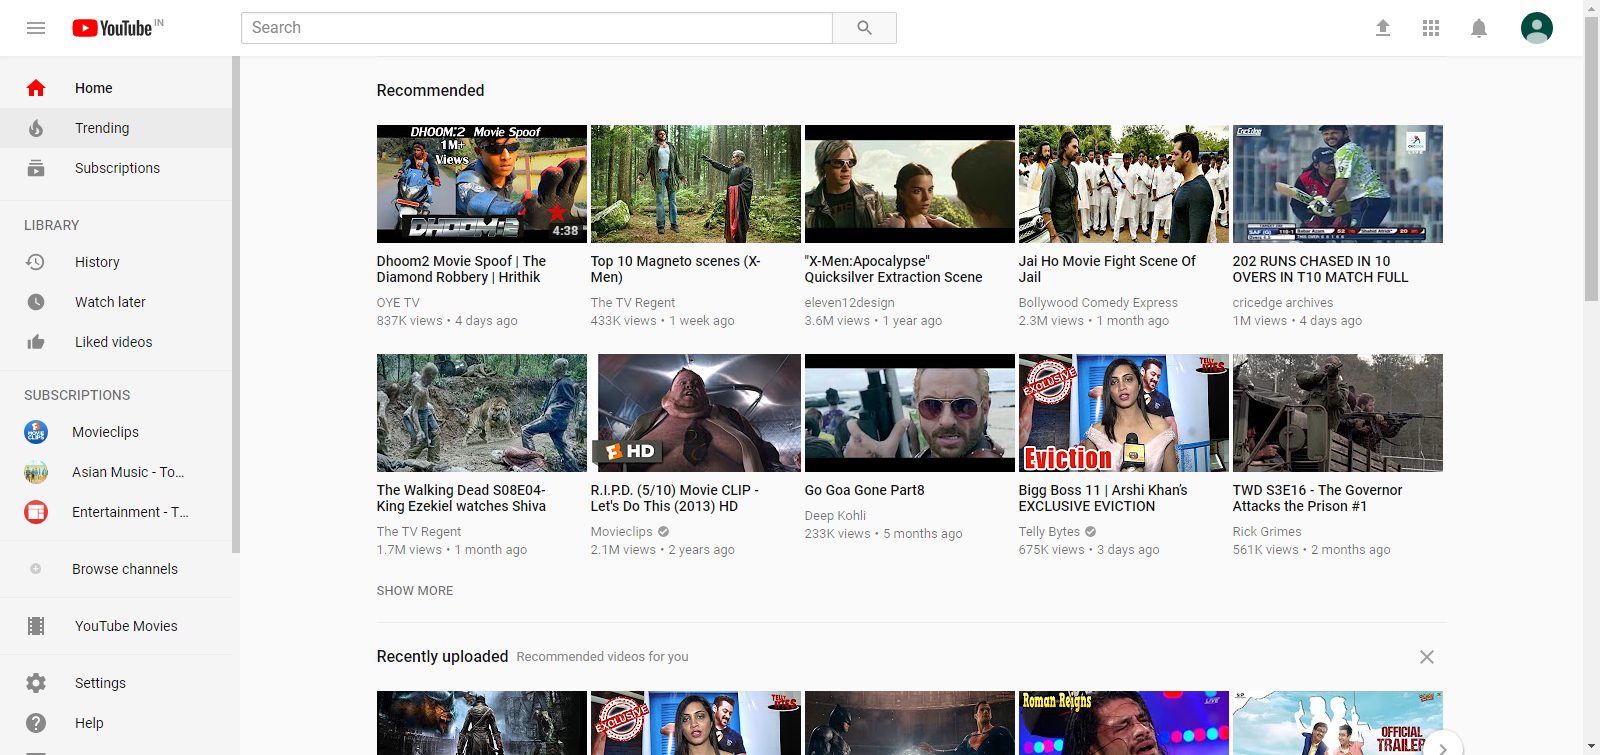 YouTube IN
Search
Home
Trending
Subscriptions
LIBRARY
History
Watch later
Liked videos
SUBSCRIPTIONS
Movieclips
Asian Music - To...
Entertainment - T...
Browse channels
YouTube Movies
Settings
Help
Recommended
DHOOM:2 Movie Spoof
1M+
Views
DHOOM:2
4:38
Dhoom2 Movie Spoof | The
Diamond Robbery | Hrithik
OYE TV
837K views • 4 days ago
Top 10 Magneto scenes (X-
Men)
The TV Regent
433K views • 1 week ago
"X-Men:Apocalypse"
Quicksilver Extraction Scene
eleven12design
3.6M views • 1 year ago
Jai Ho Movie Fight Scene Of
Jail
Bollywood Comedy Express
2.3M views • 1 month ago
CricEdge
202 RUNS CHASED IN 10
OVERS IN T10 MATCH FULL
cricedge archives
1M views • 4 days ago
The Walking Dead S08E04-
King Ezekiel watches Shiva
The TV Regent
1.7M views • 1 month ago
HD
R.I.P.D. (5/10) Movie CLIP -
Let's Do This (2013) HD
Movieclips
2.1M views • 2 years ago
Go Goa Gone Part8
Deep Kohli
233K views • 5 months ago
EXCLUSIVE
TELLY
BYTES
Eviction
Bigg Boss 11 | Arshi Khan's
EXCLUSIVE EVICTION
Telly Bytes
675K views • 3 days ago
TWD S3E16 - The Governor
Attacks the Prison #1
Rick Grimes
561K views • 2 months ago
SHOW MORE
Recently uploaded Recommended videos for you
EXCLUSIVE
Roman Reigns
LIVE
OFFICIAL
TRAILER